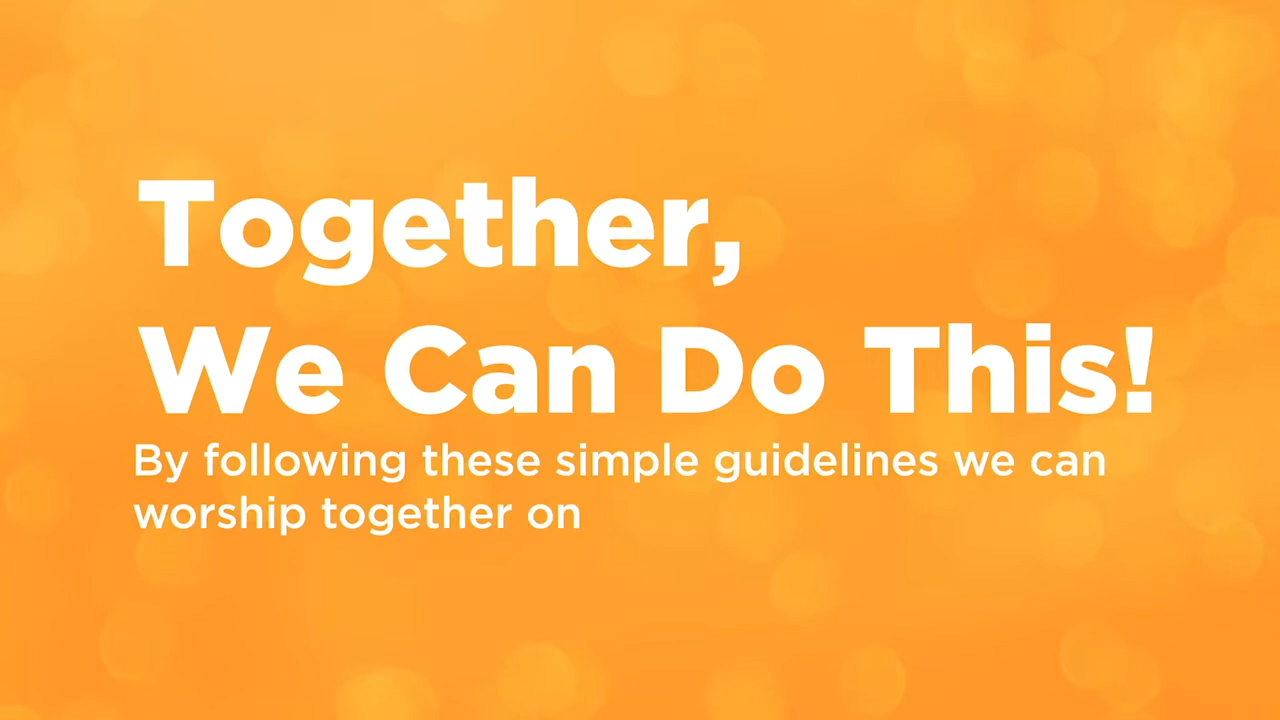 Together,
We Can Do This!
By following these simple guidelines we can
worship together on